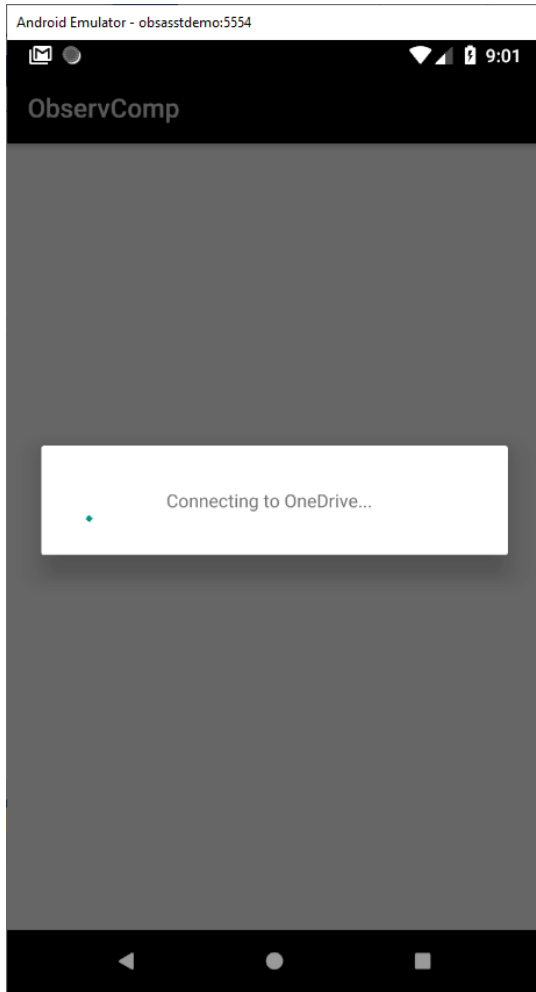 Android Emulator - obsasstdemo:5554
9:01
ObservComp
Connecting to OneDrive...